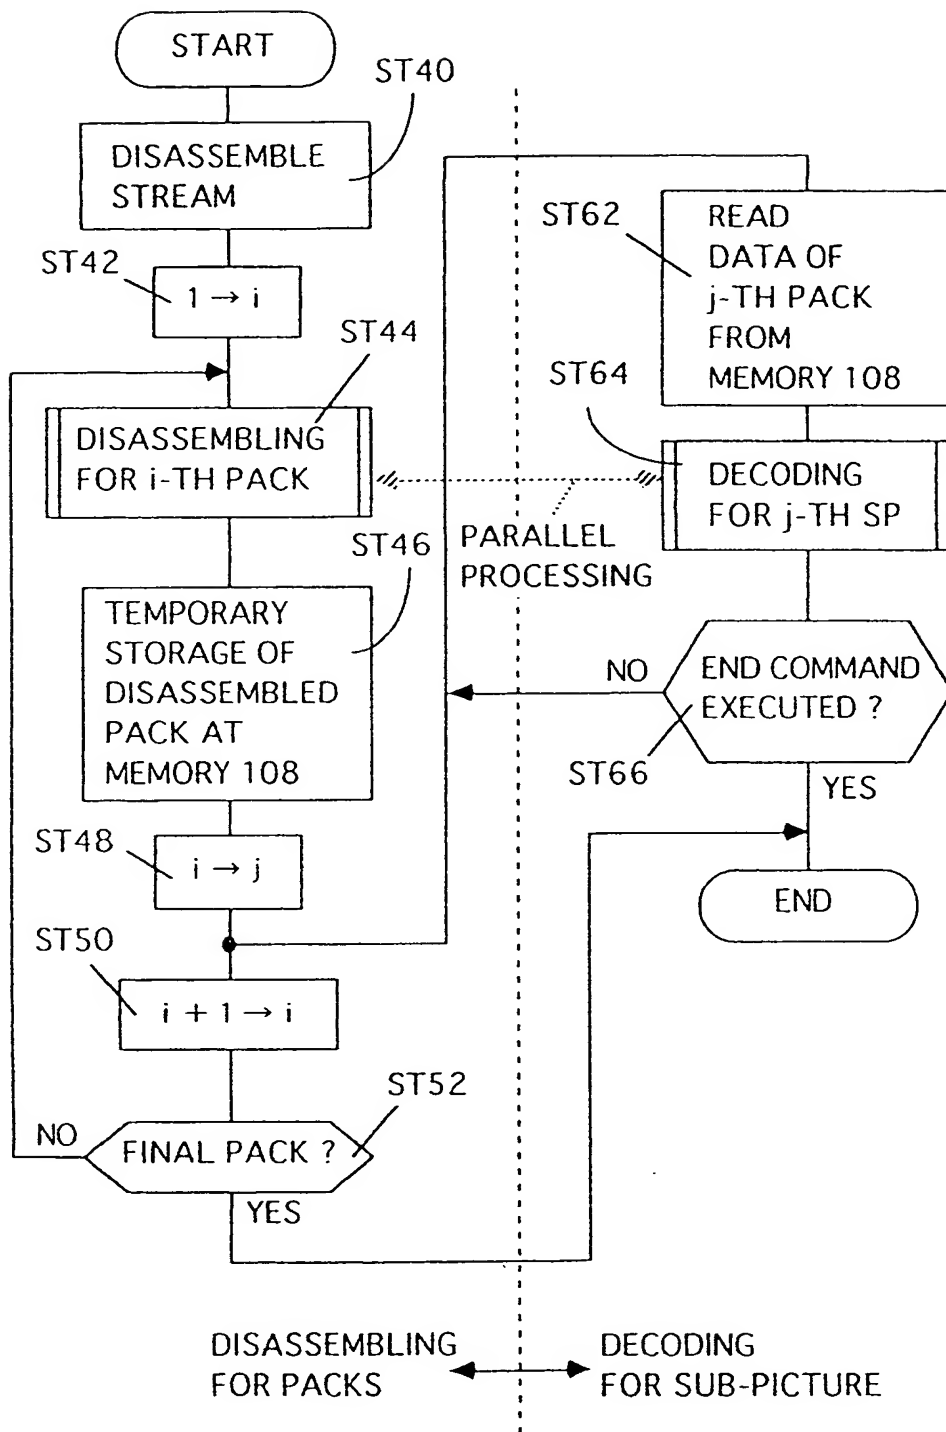 START
ST40
DISASSEMBLE
STREAM
ST42
1 → i
ST44
DISASSEMBLING
FOR i-TH PACK
ST46
TEMPORARY
STORAGE OF
DISASSEMBLED
PACK AT
MEMORY 108
ST48
i → j
ST50
i + 1 → i
ST52
NO
FINAL PACK ?
YES
ST62
READ
DATA OF
j-TH PACK
FROM
MEMORY 108
ST64
DECODING
FOR j-TH SP
PARALLEL
PROCESSING
NO
END COMMAND
EXECUTED ?
ST66
YES
END
DISASSEMBLING
FOR PACKS
DECODING
FOR SUB-PICTURE